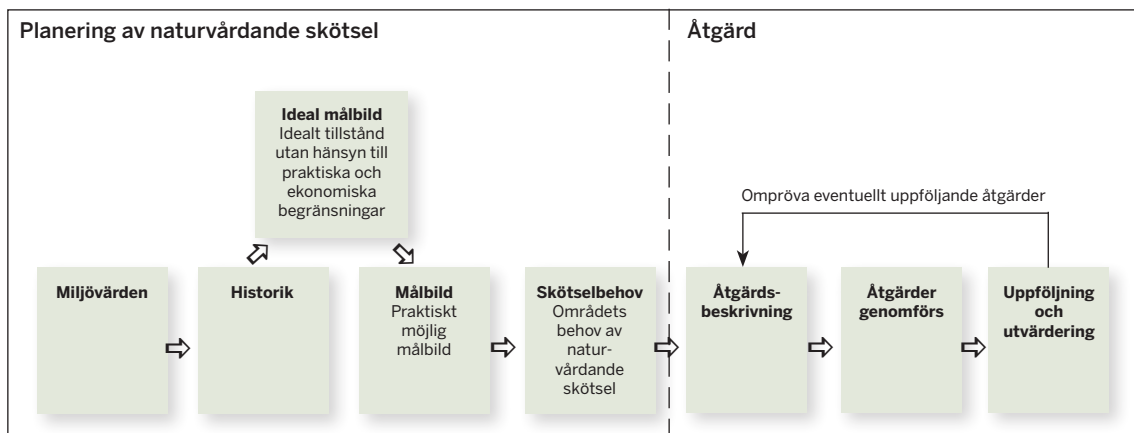 Planering av naturvårdande skötsel
Åtgärd
Ideal målbild
Idealt tillstånd
utan hänsyn till
praktiska och
ekonomiska
begränsningar
Ompröva eventuellt uppföljande åtgärder
Miljövärden
Historik
Målbild
Praktiskt
möjlig
målbild
Skötselbehov
Områdets
behov av
natur-
vårdande
skötsel
Åtgärds-
beskrivning
Åtgärder
genomförs
Uppföljning
och
utvärdering